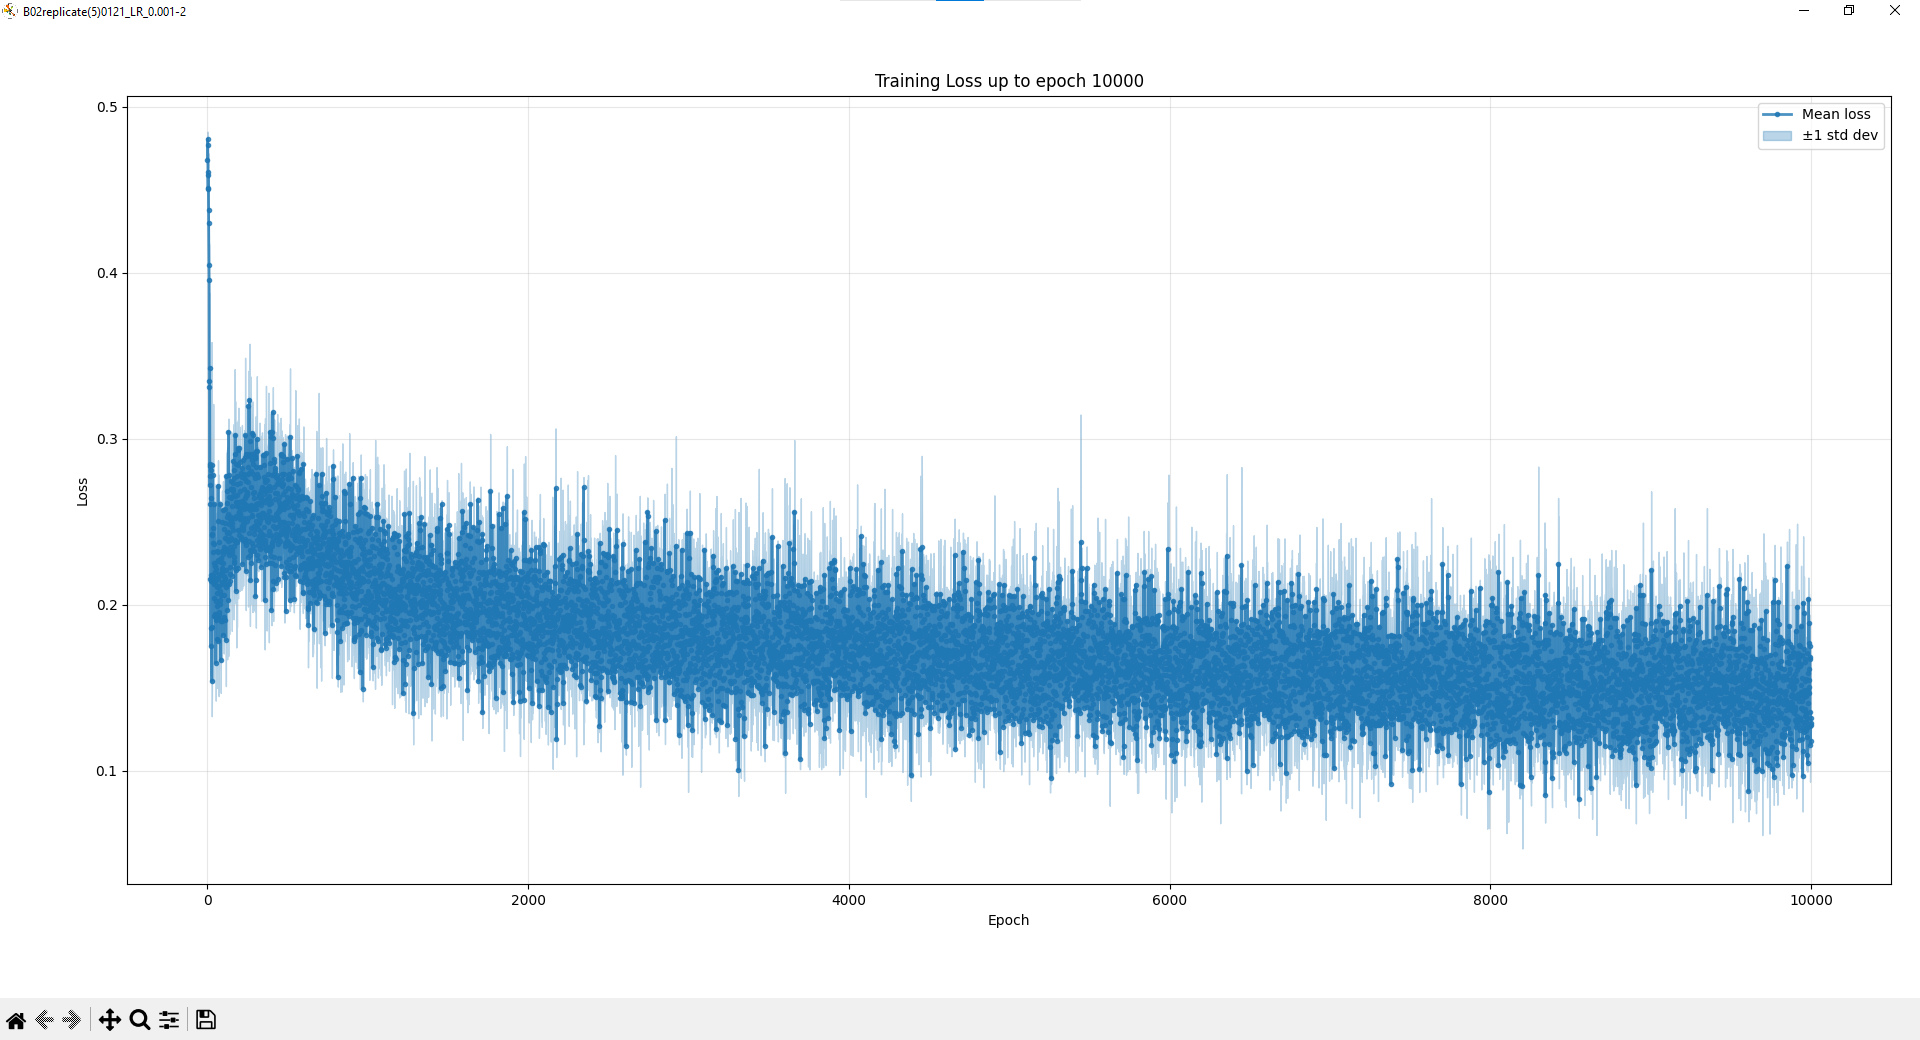 B02replicate(5)0121_LR_0.001-2
Training Loss up to epoch 10000
Mean loss
±1 std dev
0.5
0.4
0.3
0.2
0.1
Loss
0 2000 4000 6000 8000 10000
Epoch